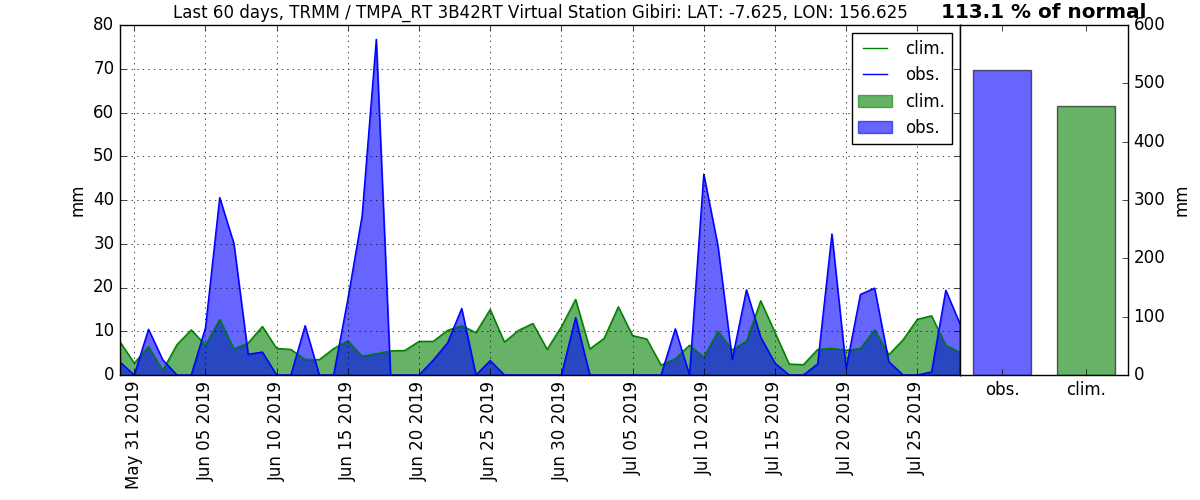 Last 60 days, TRMM / TMPA_RT 3B42RT Virtual Station Gibiri: LAT: -7.625, LON: 156.625
113.1 % of normal
80
70
60
50
40
30
20
10
0
mm
clim.
obs.
clim.
obs.
May 31 2019
Jun 05 2019
Jun 10 2019
Jun 15 2019
Jun 20 2019
Jun 25 2019
Jun 30 2019
Jul 05 2019
Jul 10 2019
Jul 15 2019
Jul 20 2019
Jul 25 2019
600
500
400
300
200
100
0
mm
obs.
clim.